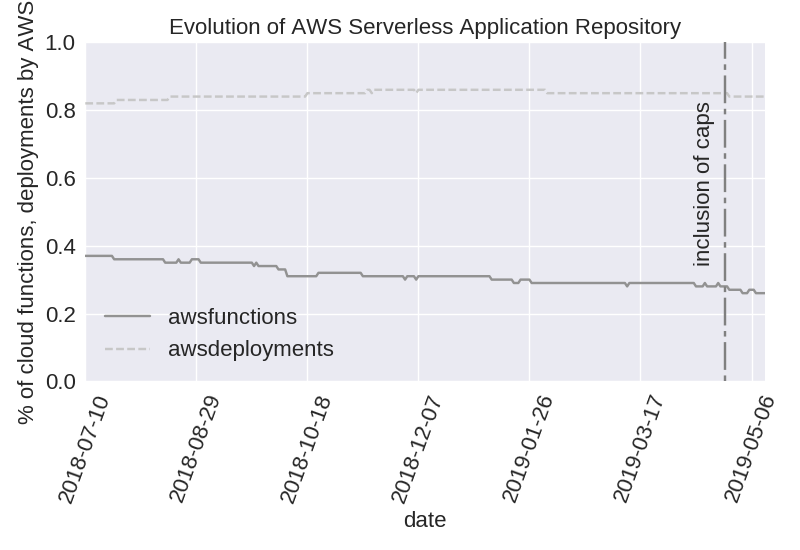 Evolution of AWS Serverless Application Repository
% of cloud functions, deployments by AWS
1.0
0.8
0.6
0.4
0.2
0.0
inclusion of caps
awsfunctions
awsdeployments
2018-07-10
2018-08-29
2018-10-18
2018-12-07
2019-01-26
2019-03-17
2019-05-06
date